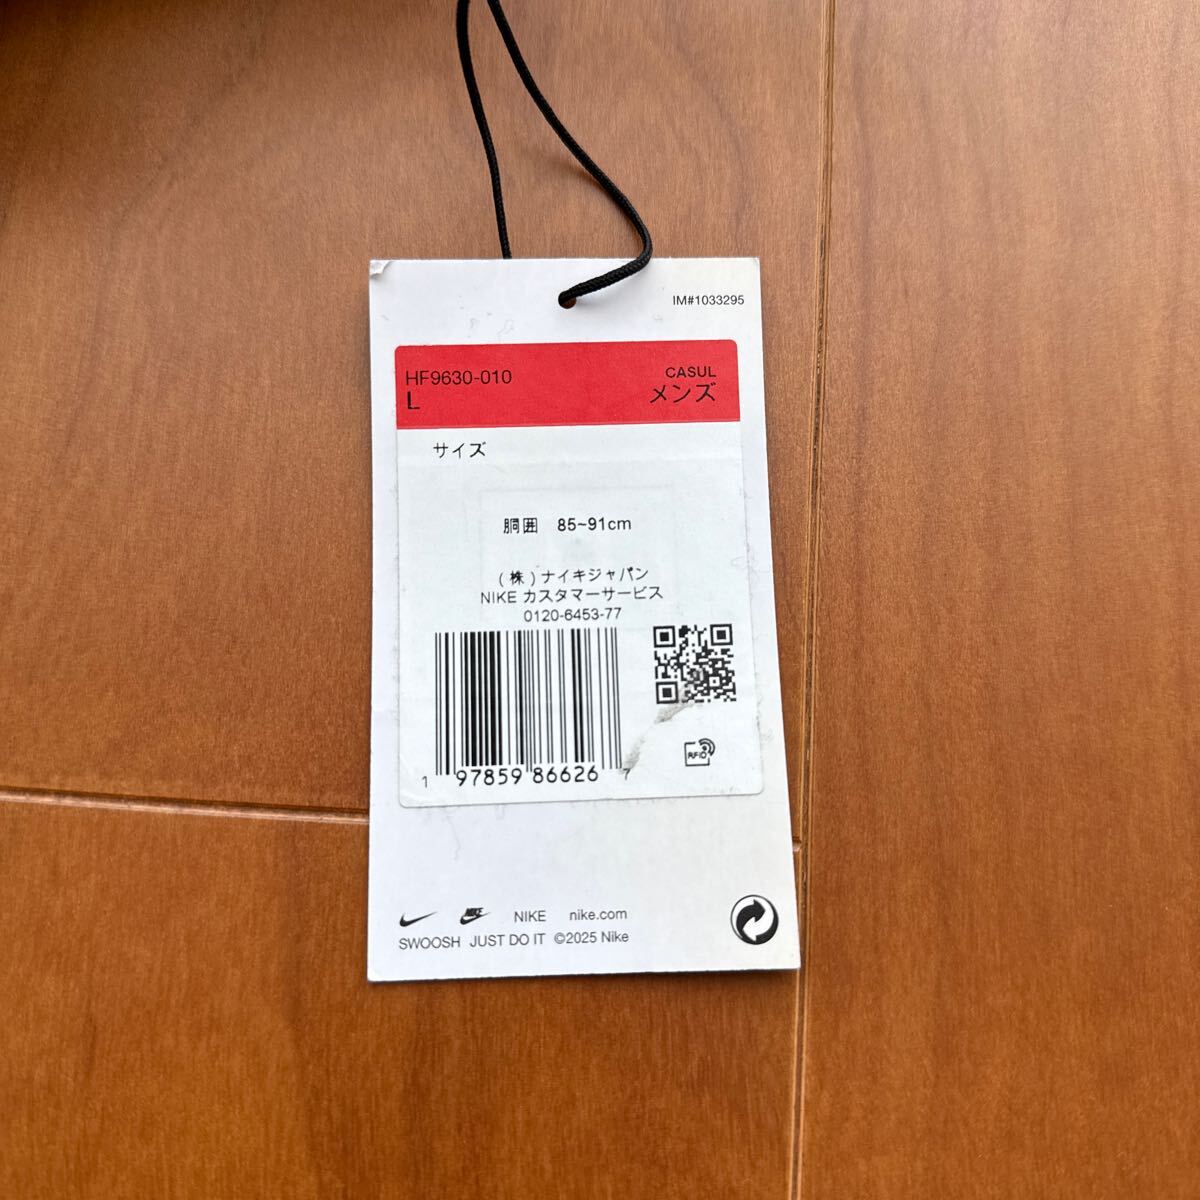 IM#1033295
HF9630-010
L
CASUL
メンズ
サイズ
胴囲 85~91cm
(株)ナイキジャパン
NIKE カスタマーサービス
0120-6453-77
RFID
1 97859 86626 7
NIKE NIKE nike.com
SWOOSH JUST DO IT ©2025 Nike